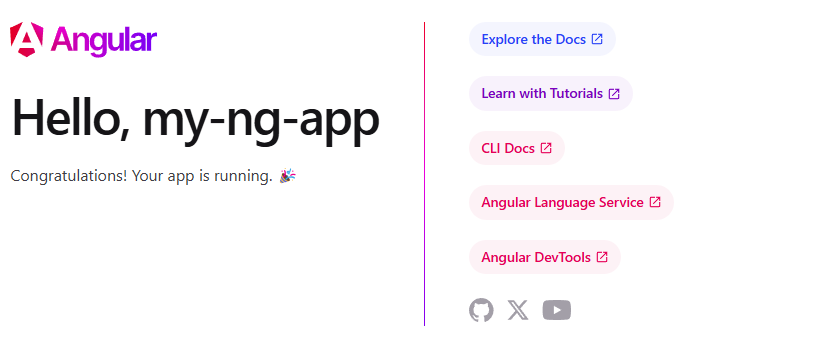 Angular
Hello, my-ng-app
Congratulations! Your app is running. 🎉
Explore the Docs
Learn with Tutorials
CLI Docs
Angular Language Service
Angular DevTools